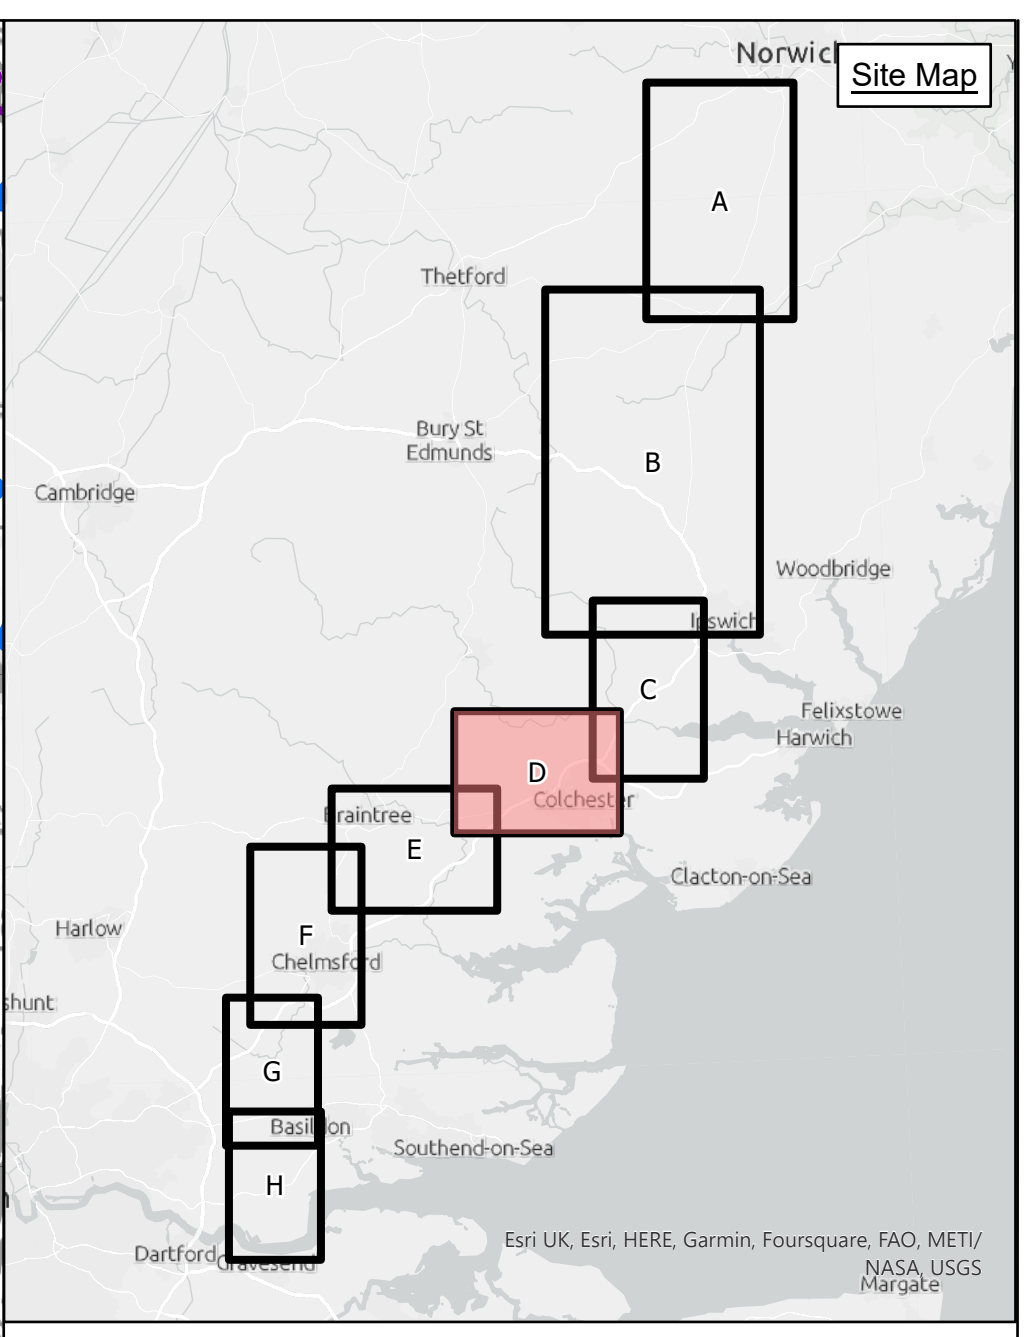 Norwich
Site Map
A
Thetford
Bury St
Edmunds
B
Cambridge
Woodbridge
Ipswich
C
Felixstowe
Harwich
D
Colchester
Braintree
E
Clacton-on-Sea
Harlow
F
Chelmsford
shunt
G
Basildon
Southend-on-Sea
H
Esri UK, Esri, HERE, Garmin, Foursquare, FAO, METI/
NASA, USGS
Dartford
Gravesend
Margate